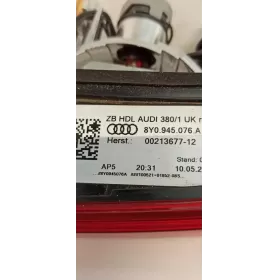 ZB HDL AUDI 380/1 UK
8Y0.945.076.A
Herst.: 00213677-12
Stand:
AP5 20:31 10.05.2